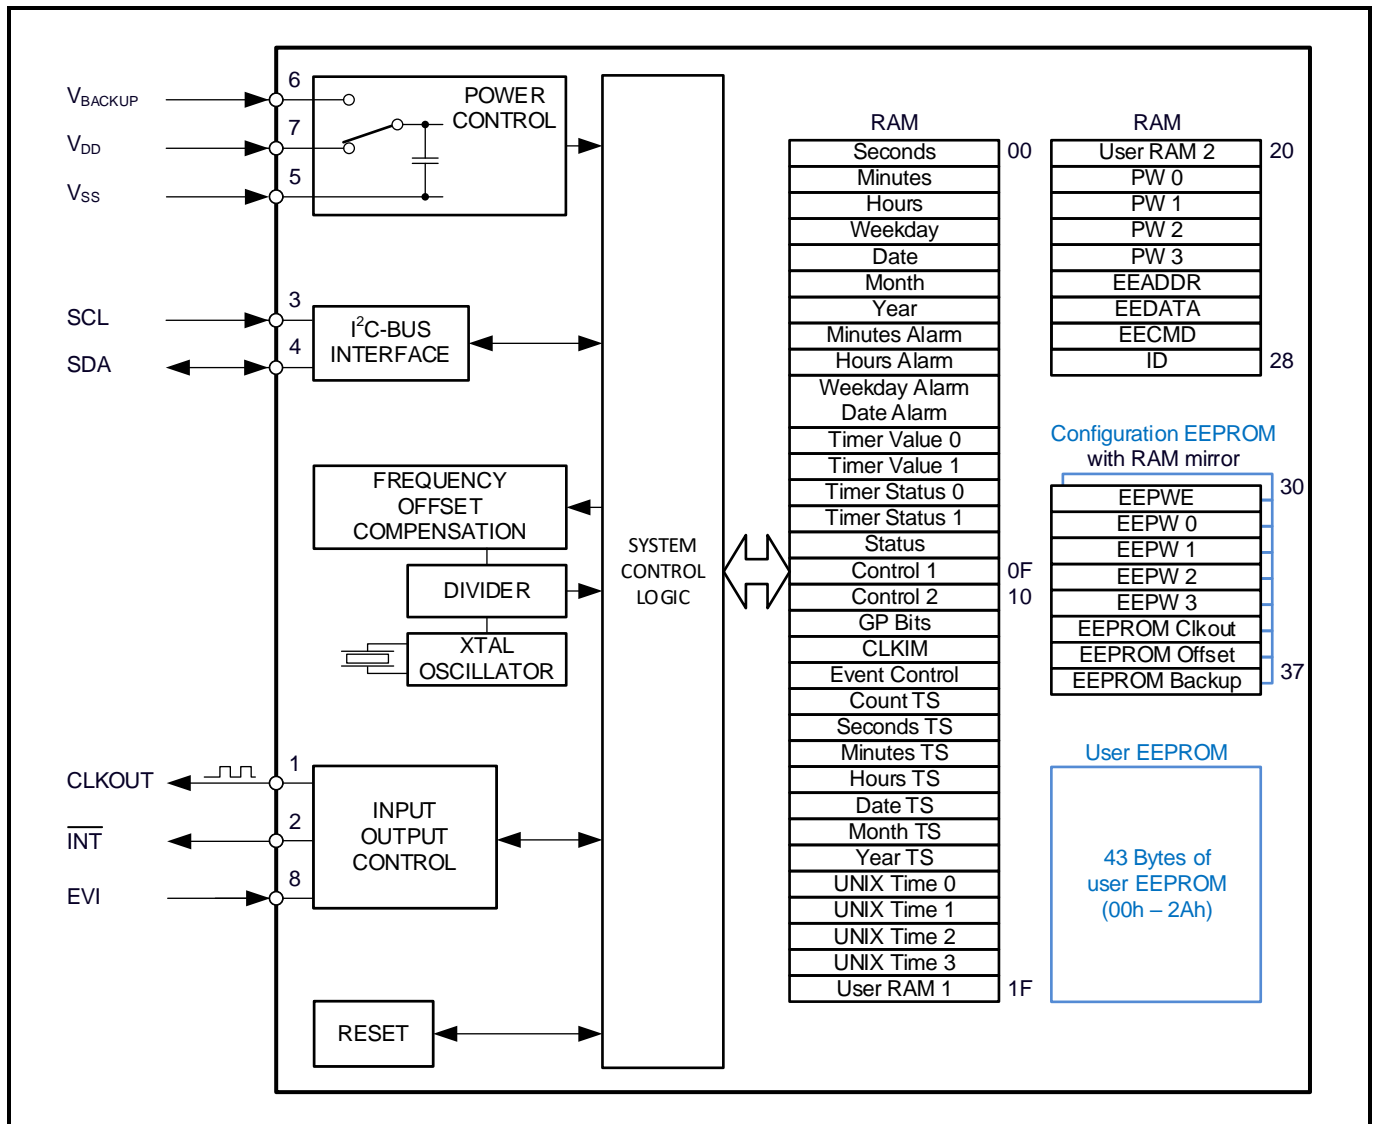 V_BACKUP
6
POWER
CONTROL
V_DD
7
V_SS
5
SCL
3
I²C-BUS
INTERFACE
SDA
4
FREQUENCY
OFFSET
COMPENSATION
DIVIDER
XTAL
OSCILLATOR
CLKOUT
1
INPUT
OUTPUT
CONTROL
INT
2
EVI
8
RESET
SYSTEM
CONTROL
LOGIC
RAM
Seconds 00
Minutes
Hours
Weekday
Date
Month
Year
Minutes Alarm
Hours Alarm
Weekday Alarm
Date Alarm
Timer Value 0
Timer Value 1
Timer Status 0
Timer Status 1
Status
Control 1 0F
Control 2 10
GP Bits
CLKIM
Event Control
Count TS
Seconds TS
Minutes TS
Hours TS
Date TS
Month TS
Year TS
UNIX Time 0
UNIX Time 1
UNIX Time 2
UNIX Time 3
User RAM 1 1F
RAM
User RAM 2 20
PW 0
PW 1
PW 2
PW 3
EEADDR
EEDATA
EECMD
ID 28
Configuration EEPROM
with RAM mirror
EEPWE 30
EEPW 0
EEPW 1
EEPW 2
EEPW 3
EEPROM Clkout
EEPROM Offset
EEPROM Backup 37
User EEPROM
43 Bytes of
user EEPROM
(00h – 2Ah)